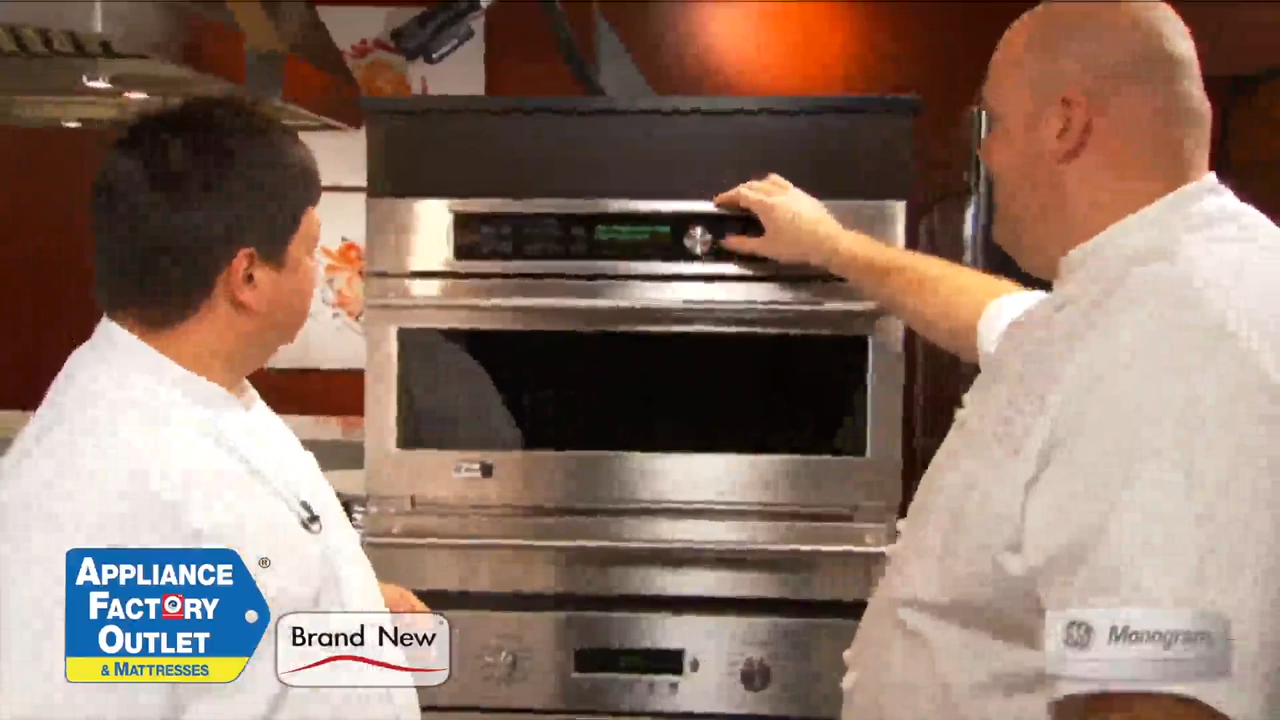 APPLIANCE ®
FACTORY
OUTLET
& MATTRESSES
Brand New
GE Monogram